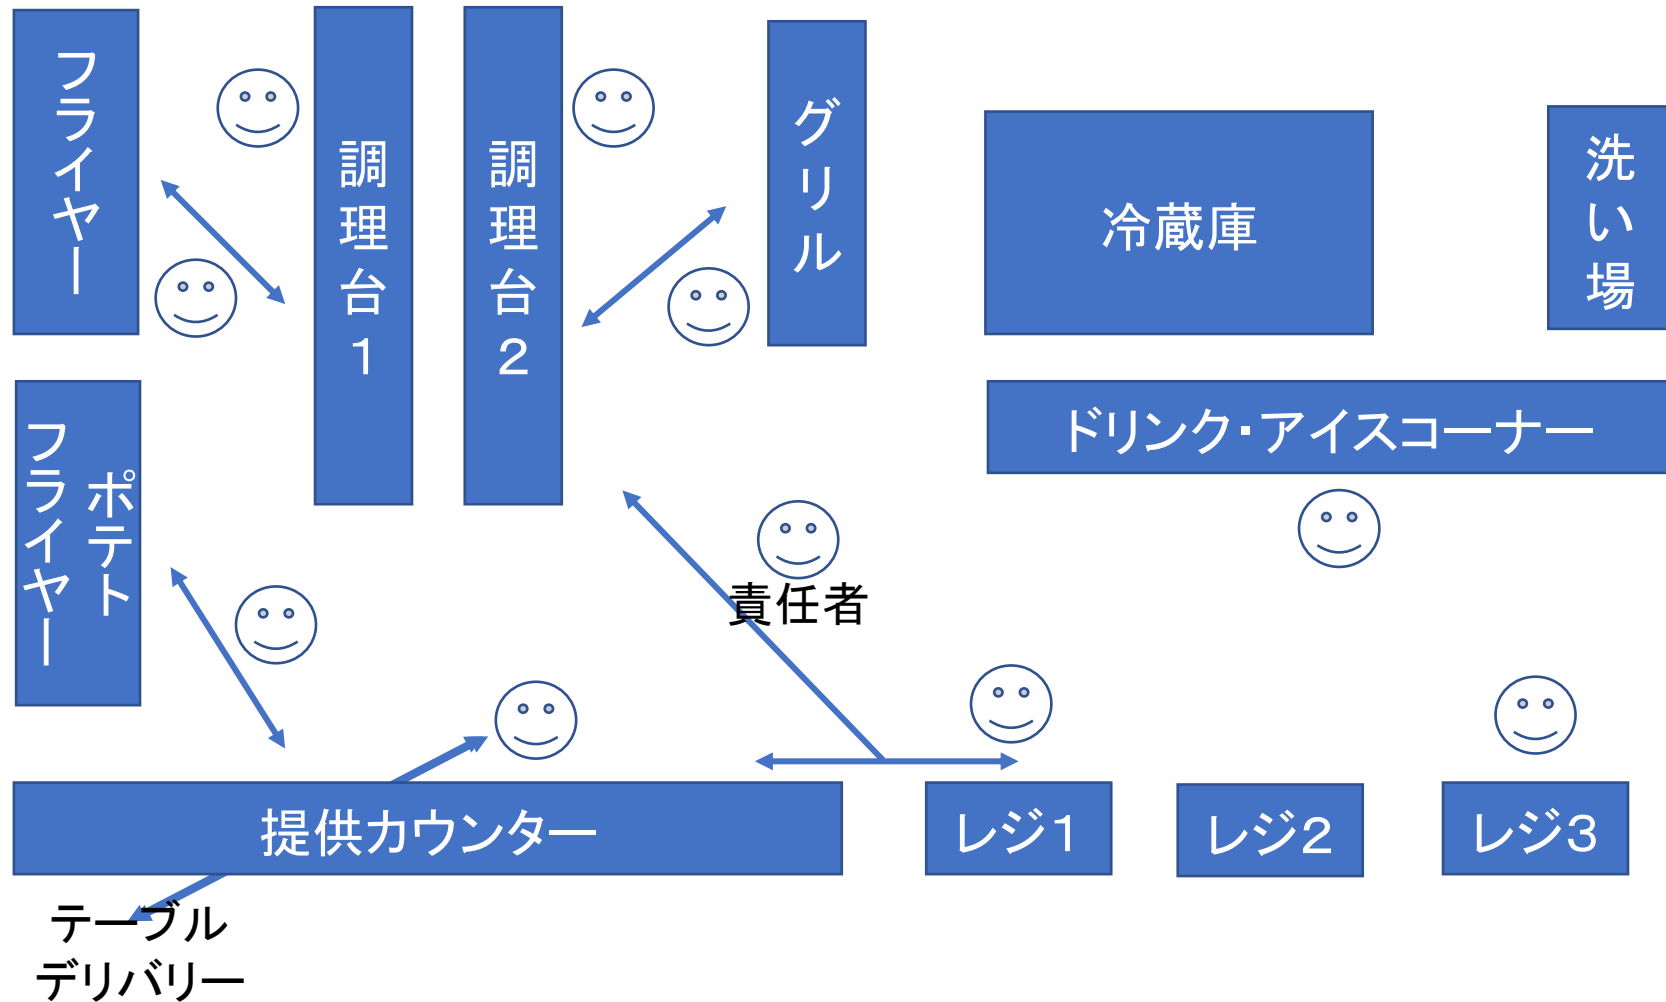 フライヤー
調理台1
調理台2
グリル
冷蔵庫
洗い場
ドリンク・アイスコーナー
ポテト
フライヤー
責任者
提供カウンター
レジ1
レジ2
レジ3
テーブル
デリバリー